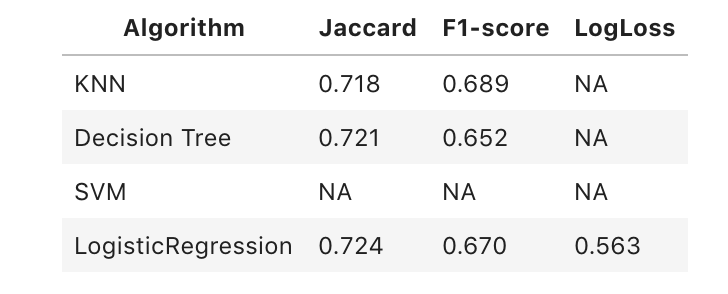 Algorithm Jaccard F1-score LogLoss
KNN 0.718 0.689 NA
Decision Tree 0.721 0.652 NA
SVM NA NA NA
LogisticRegression 0.724 0.670 0.563